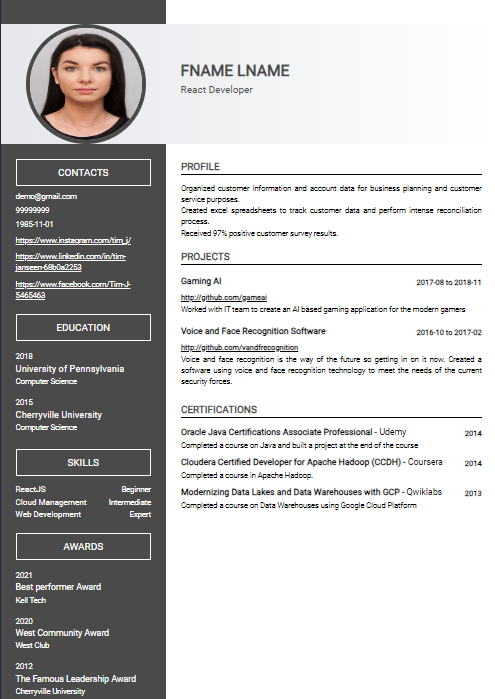 FNAME LNAME
React Developer
CONTACTS
demo@gmail.com
99999999
1985-11-01
https://www.instagram.com/tim_j/
https://www.linkedin.com/in/tim-
janseen-68b0a2253
https://www.facebook.com/Tim-J-
5465463
EDUCATION
2018
University of Pennsylvania
Computer Science
2015
Cherryville University
Computer Science
SKILLS
ReactJS Beginner
Cloud Management Intermediate
Web Development Expert
AWARDS
2021
Best performer Award
Kell Tech
2020
West Community Award
West Club
2012
The Famous Leadership Award
Cherryville University
PROFILE
Organized customer information and account data for business planning and customer
service purposes.
Created excel spreadsheets to track customer data and perform intense reconciliation
process.
Received 97% positive customer survey results.
PROJECTS
Gaming AI 2017-08 to 2018-11
http://github.com/gameai
Worked with IT team to create an AI based gaming application for the modern gamers
Voice and Face Recognition Software 2016-10 to 2017-02
http://github.com/vandfrecognition
Voice and face recognition is the way of the future so getting in on it now. Created a
software using voice and face recognition technology to meet the needs of the current
security forces.
CERTIFICATIONS
Oracle Java Certifications Associate Professional - Udemy 2014
Completed a course on Java and built a project at the end of the course
Cloudera Certified Developer for Apache Hadoop (CCDH) - Coursera 2014
Completed a course in Apache Hadoop.
Modernizing Data Lakes and Data Warehouses with GCP - Qwiklabs 2013
Completed a course on Data Warehouses using Google Cloud Platform